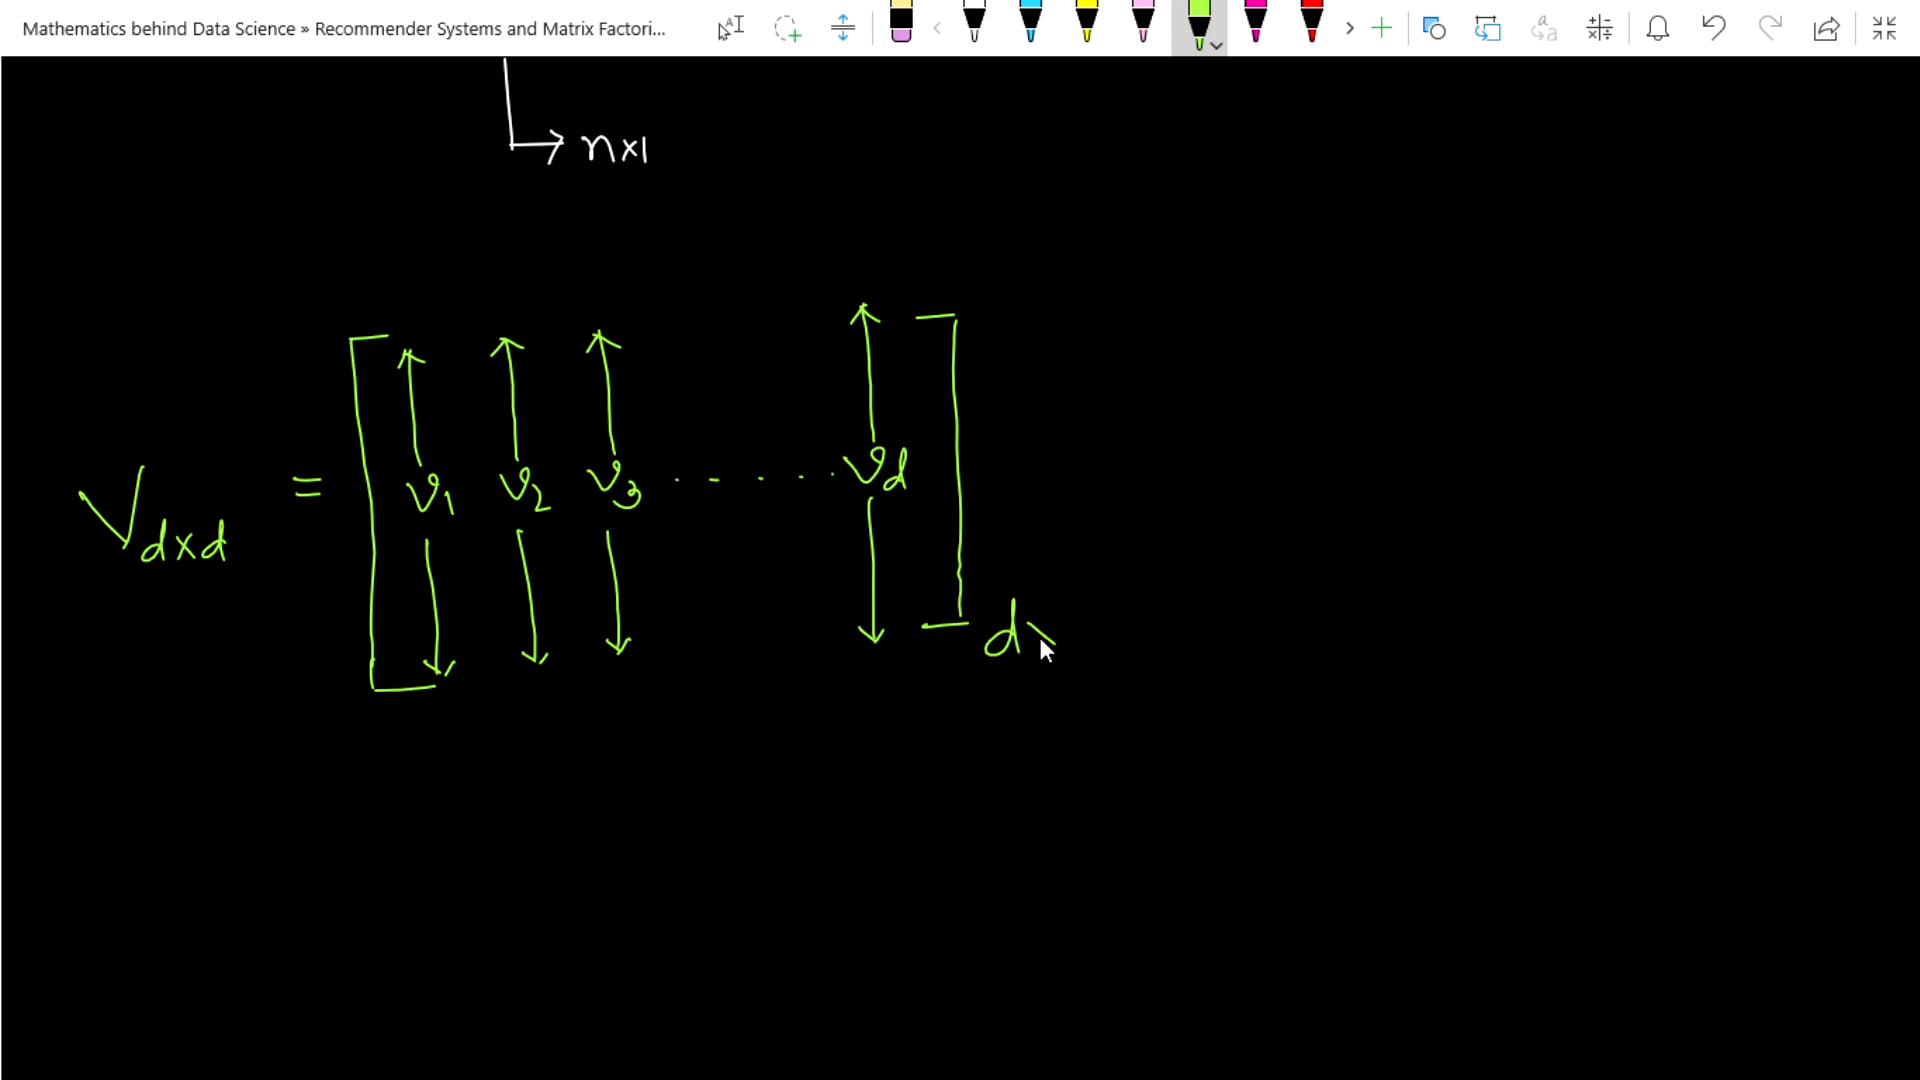 Mathematics behind Data Science » Recommender Systems and Matrix Factori...
→ n×1
V d×d = [ v1 v2 v3 ..... vd ] d